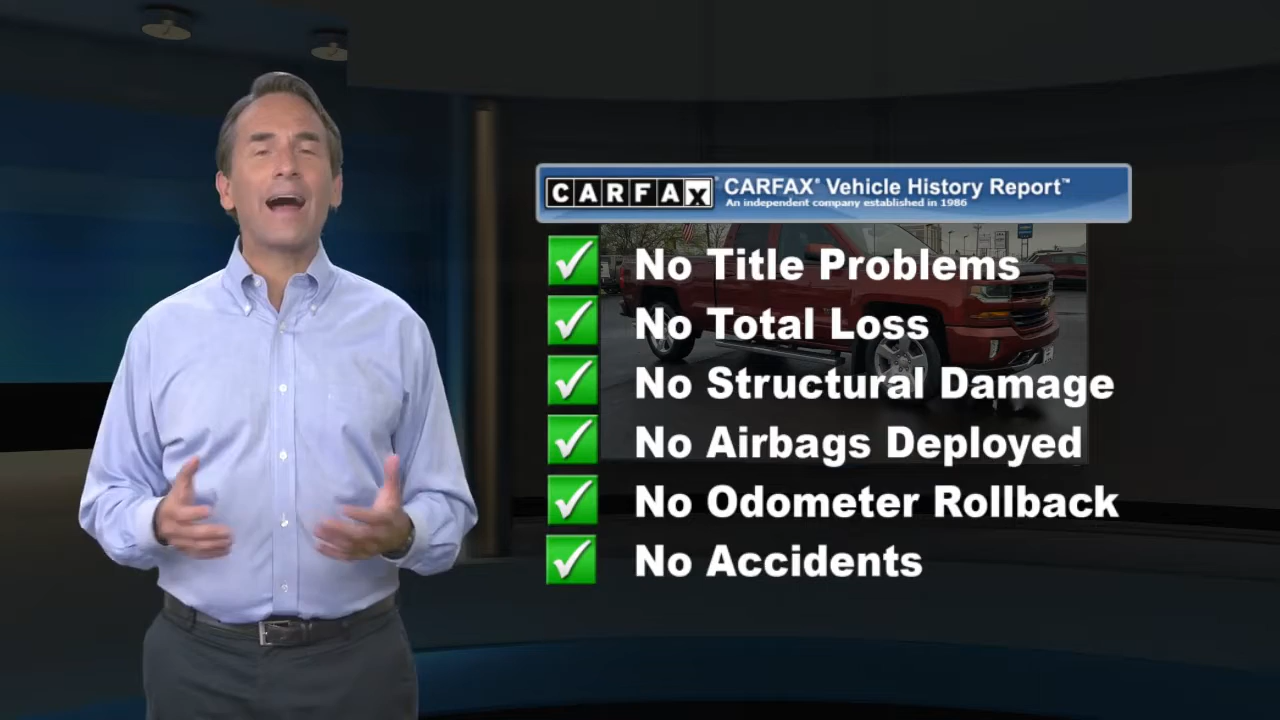 CARFAX® CARFAX® Vehicle History Report™
An independent company established in 1986
No Title Problems
No Total Loss
No Structural Damage
No Airbags Deployed
No Odometer Rollback
No Accidents